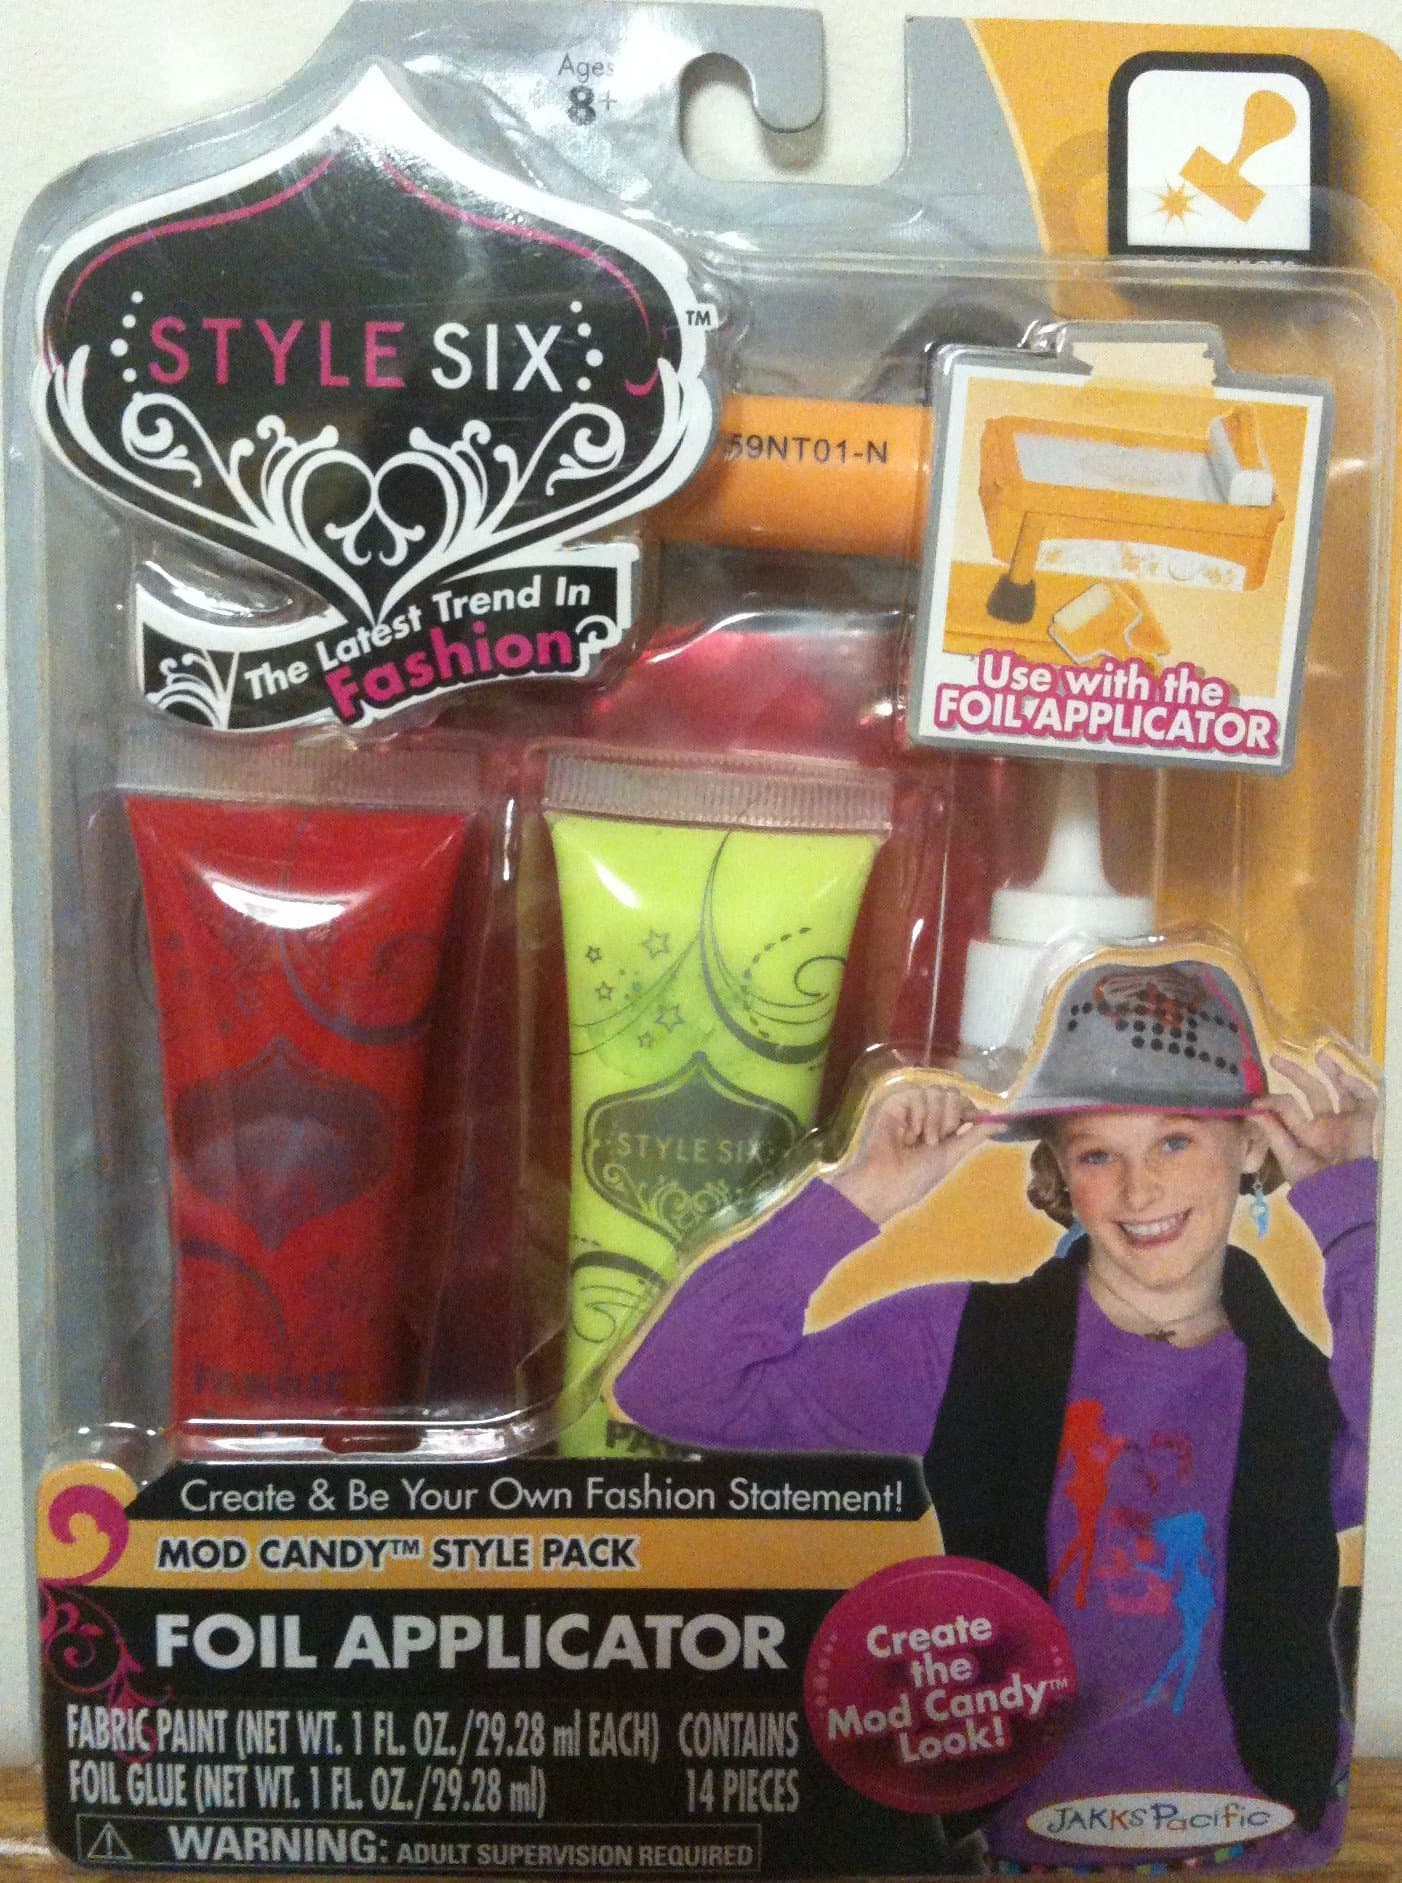 Ages
8+
STYLE SIX
TM
59NT01-N
The Latest Trend In
Fashion
Use with the
FOIL APPLICATOR
STYLE SIX
FABRIC
Create & Be Your Own Fashion Statement!
MOD CANDY™ STYLE PACK
FOIL APPLICATOR
Create
the
Mod Candy™
Look!
FABRIC PAINT (NET WT. 1 FL. OZ./29.28 ml EACH)
FOIL GLUE (NET WT. 1 FL. OZ./29.28 ml)
CONTAINS
14 PIECES
WARNING: ADULT SUPERVISION REQUIRED
JAKKS Pacific